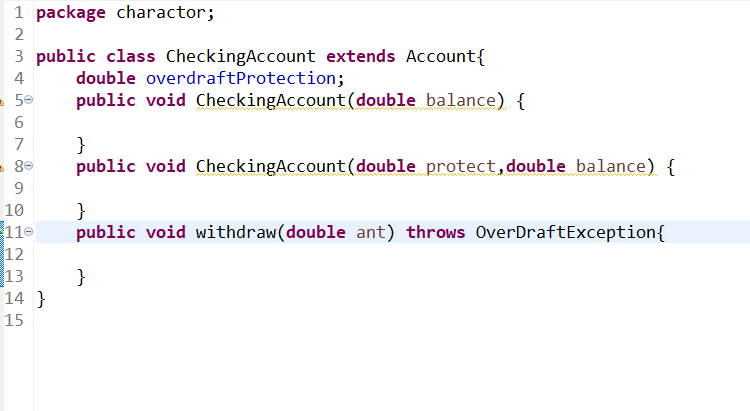 1 package charactor;
2
3 public class CheckingAccount extends Account{
4     double overdraftProtection;
5     public void CheckingAccount(double balance) {
6
7     }
8     public void CheckingAccount(double protect,double balance) {
9
10     }
11     public void withdraw(double ant) throws OverDraftException{
12
13     }
14 }
15